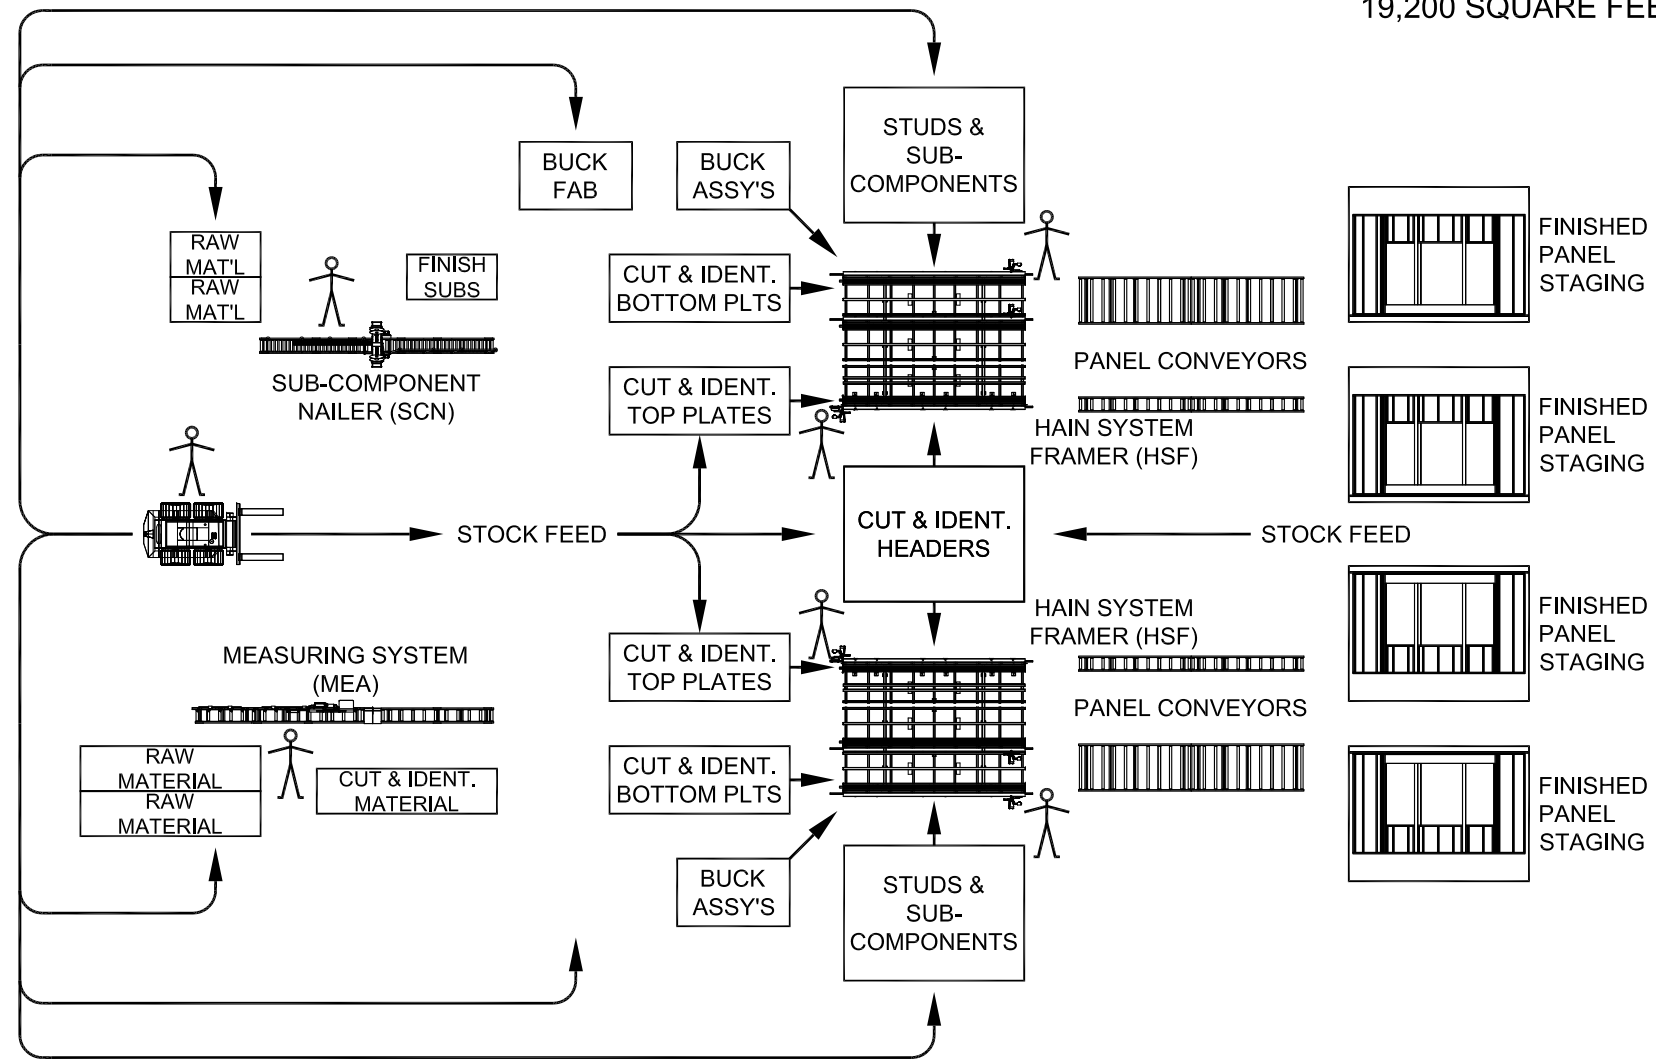 19,200 SQUARE
STUDS &
SUB-
COMPONENTS
BUCK
FAB
BUCK
ASSY'S
RAW
MAT'L
RAW
MAT'L
FINISH
SUBS
SUB-COMPONENT
NAILER (SCN)
CUT & IDENT.
BOTTOM PLTS
CUT & IDENT.
TOP PLATES
PANEL CONVEYORS
HAIN SYSTEM
FRAMER (HSF)
FINISHED
PANEL
STAGING
FINISHED
PANEL
STAGING
STOCK FEED
CUT & IDENT.
HEADERS
STOCK FEED
MEASURING SYSTEM
(MEA)
RAW
MATERIAL
RAW
MATERIAL
CUT & IDENT.
MATERIAL
CUT & IDENT.
TOP PLATES
CUT & IDENT.
BOTTOM PLTS
HAIN SYSTEM
FRAMER (HSF)
PANEL CONVEYORS
BUCK
ASSY'S
STUDS &
SUB-
COMPONENTS
FINISHED
PANEL
STAGING
FINISHED
PANEL
STAGING